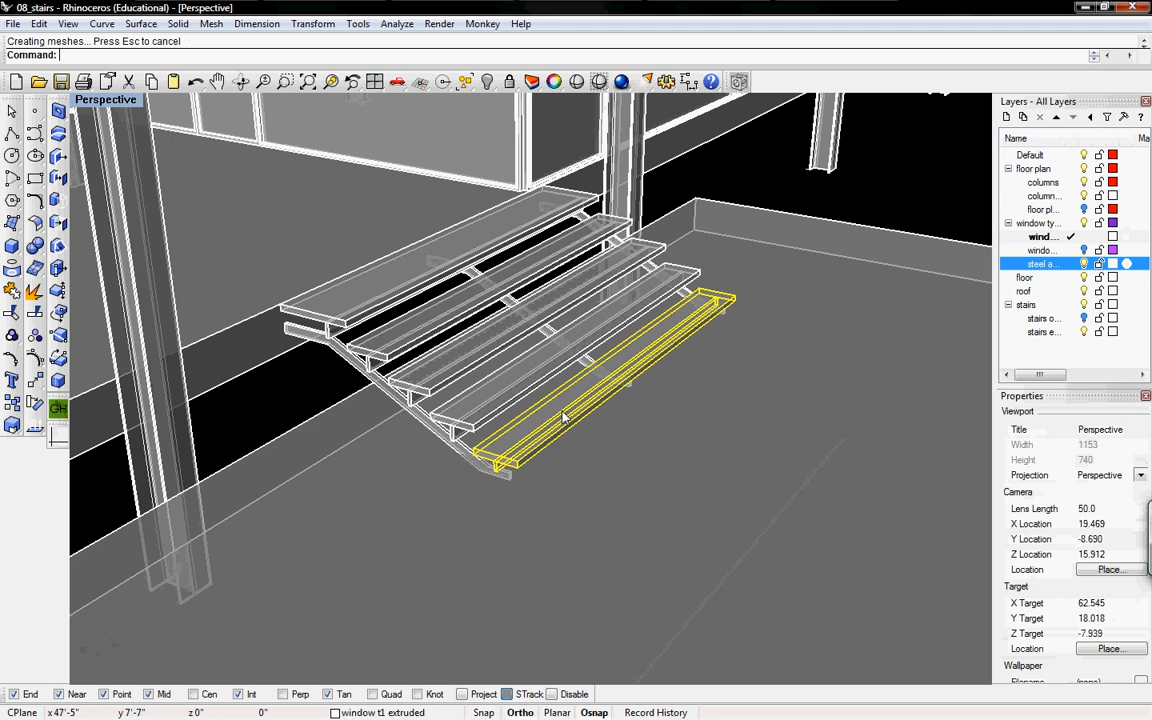 08_stairs - Rhinoceros (Educational) - [Perspective]
File Edit View Curve Surface Solid Mesh Dimension Transform Tools Analyze Render Monkey Help
Creating meshes... Press Esc to cancel
Command:
Perspective
Layers - All Layers
Name Ma
Default
floor plan
columns
column...
floor pl...
window ty...
wind...
windo...
steel a...
floor
roof
stairs
stairs o...
stairs e...
GH
Properties
Viewport
Title Perspective
Width 1153
Height 740
Projection Perspective
Camera
Lens Length 50.0
X Location 19.469
Y Location -8.690
Z Location 15.912
Location Place...
Target
X Target 62.545
Y Target 18.018
Z Target -7.939
Location Place...
Wallpaper
End Near Point Mid Cen Int Perp Tan Quad Knot Project STrack Disable
CPlane x 47'-5" y 7'-7" z 0" 0" window t1 extruded Snap Ortho Planar Osnap Record History